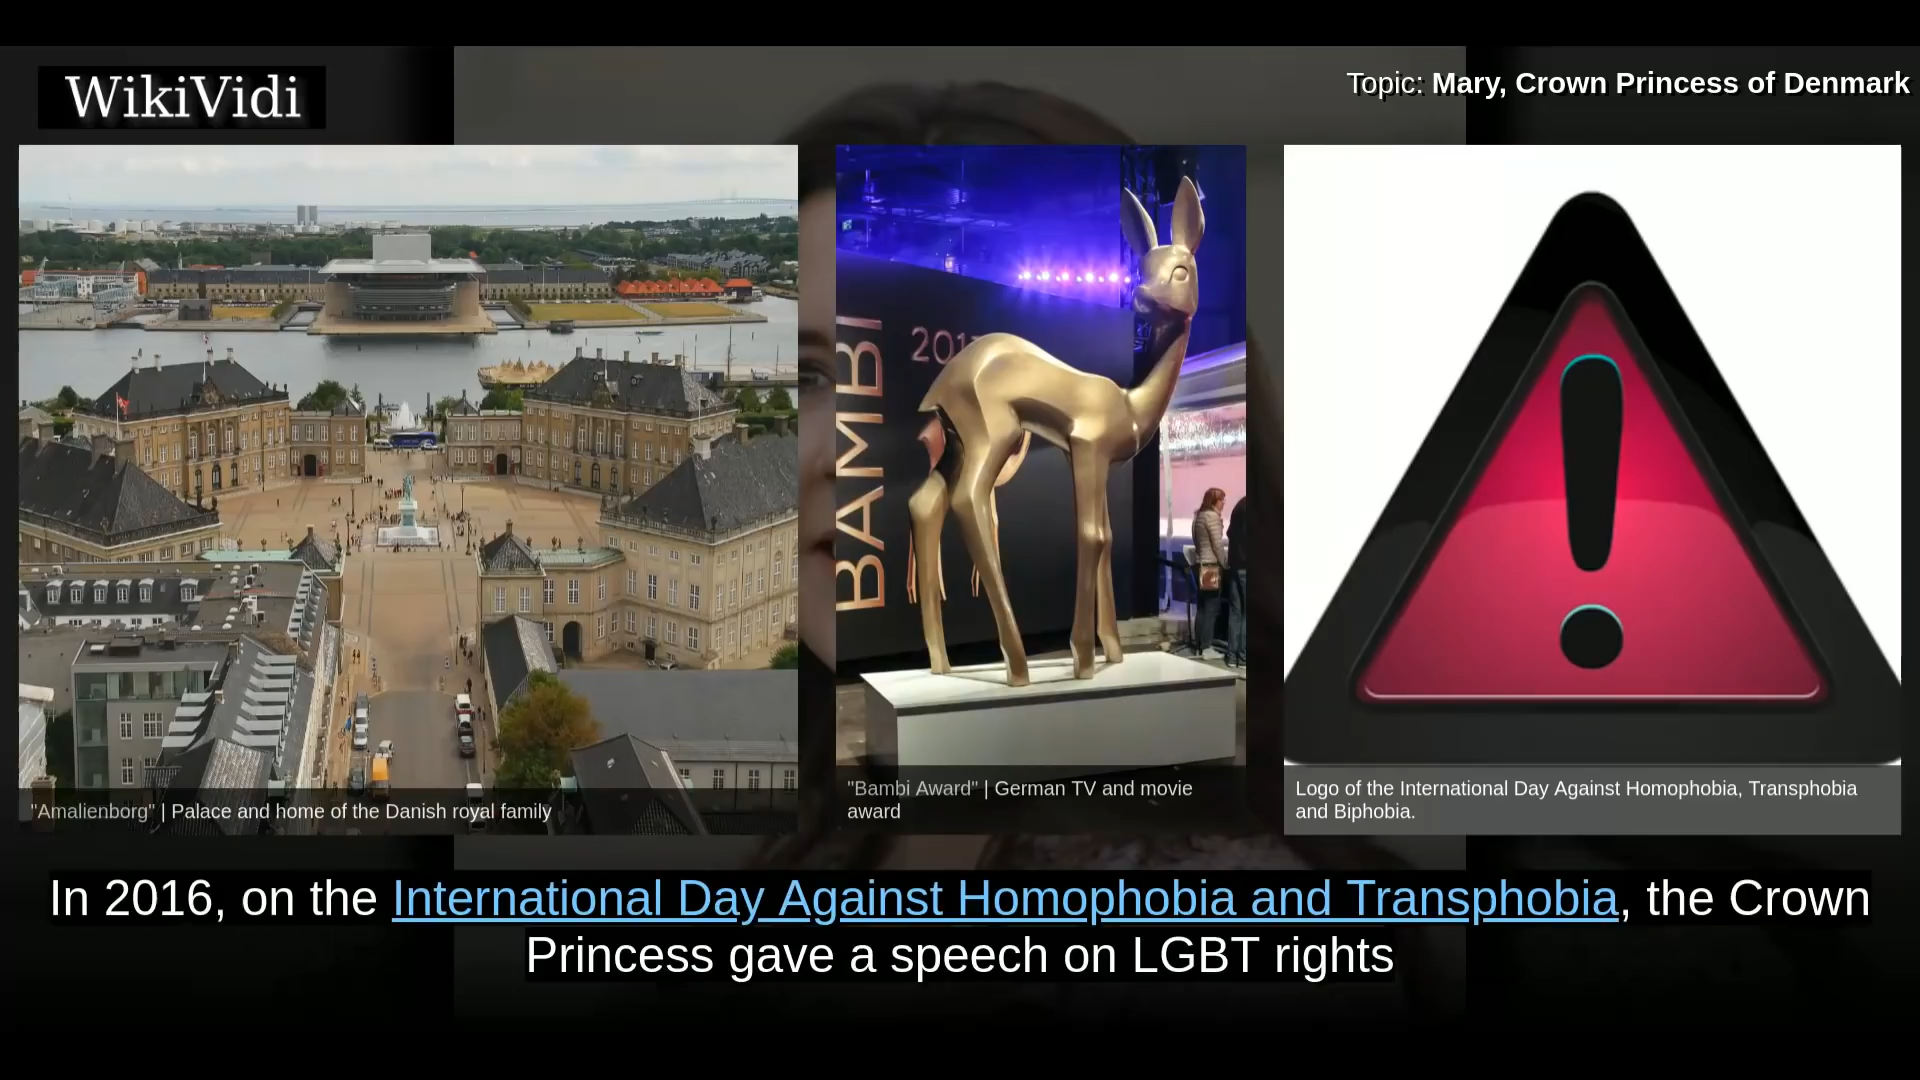 WikiVidi
Topic: Mary, Crown Princess of Denmark
BAMBI
201
"Amalienborg" | Palace and home of the Danish royal family
"Bambi Award" | German TV and movie
award
Logo of the International Day Against Homophobia, Transphobia
and Biphobia.
In 2016, on the International Day Against Homophobia and Transphobia, the Crown
Princess gave a speech on LGBT rights